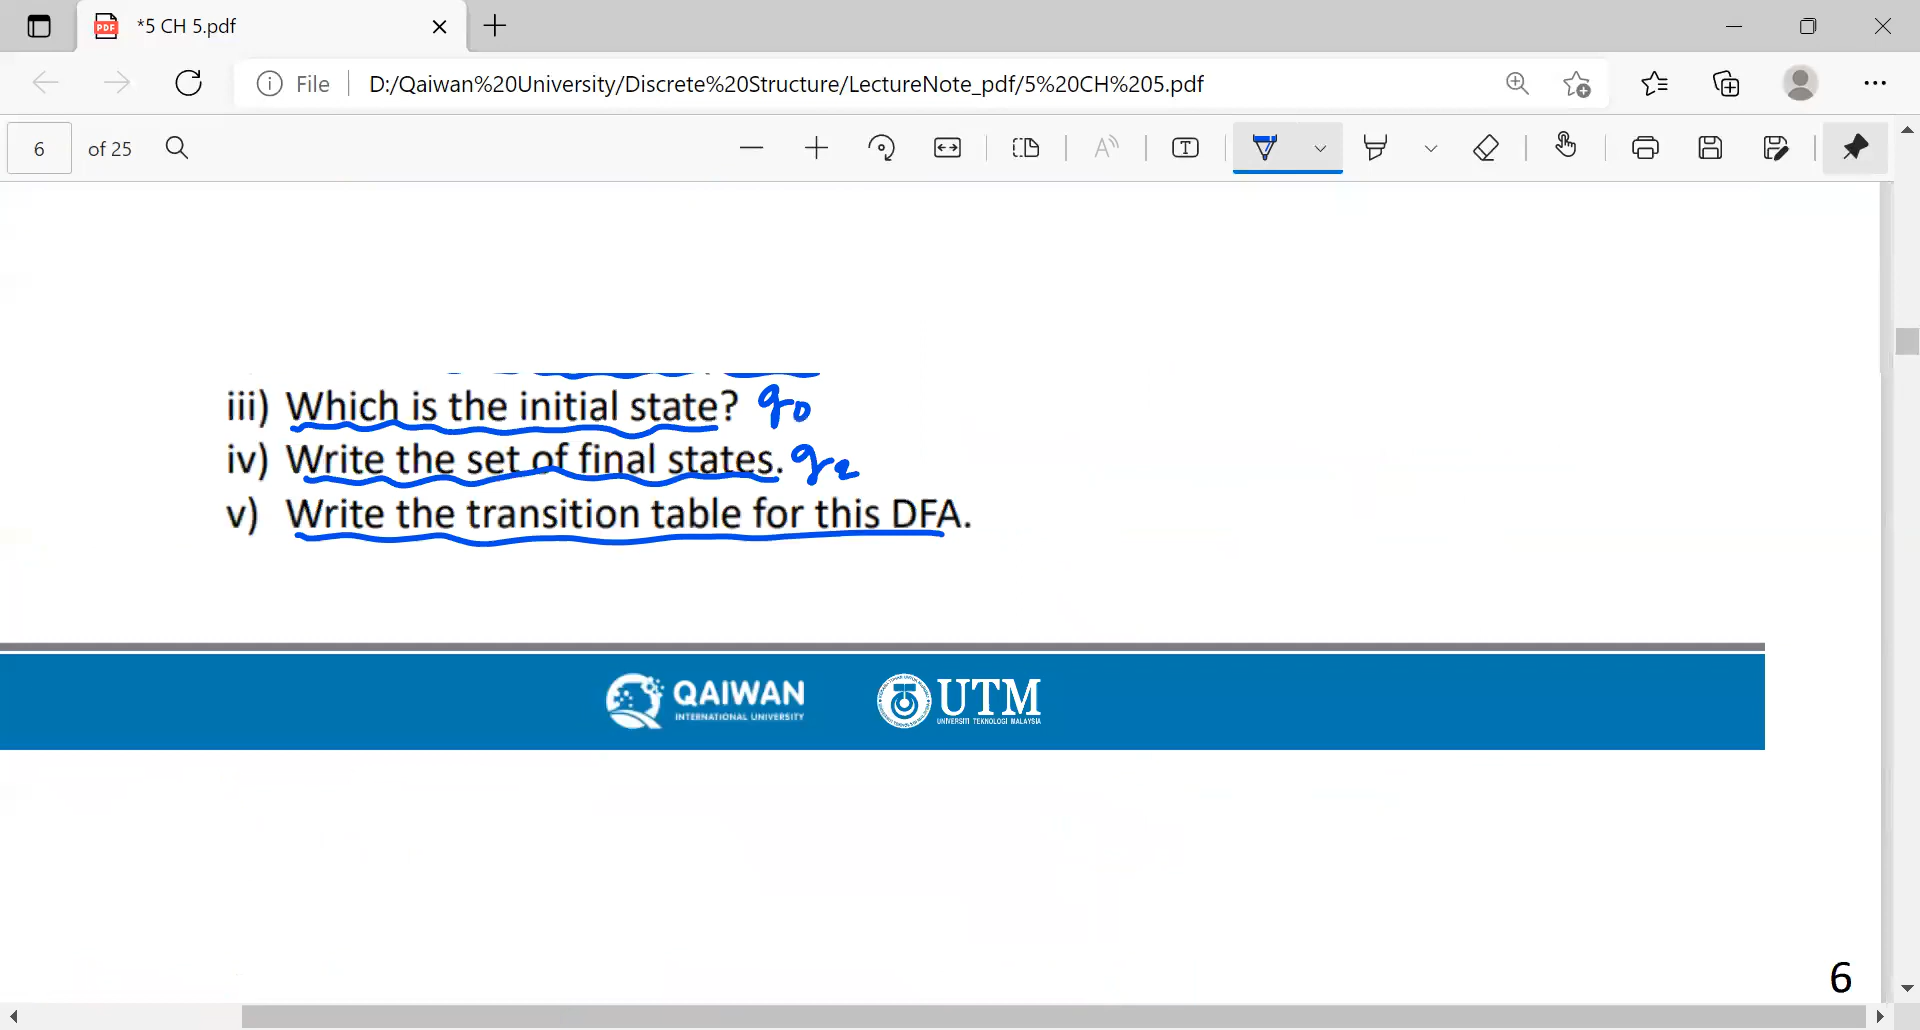 *5 CH 5.pdf
File
D:/Qaiwan%20University/Discrete%20Structure/LectureNote_pdf/5%20CH%205.pdf
6 of 25
iii) Which is the initial state? q0
iv) Write the set of final states. q2
v) Write the transition table for this DFA.
QAIWAN
INTERNATIONAL UNIVERSITY
UTM
UNIVERSITI TEKNOLOGI MALAYSIA
6